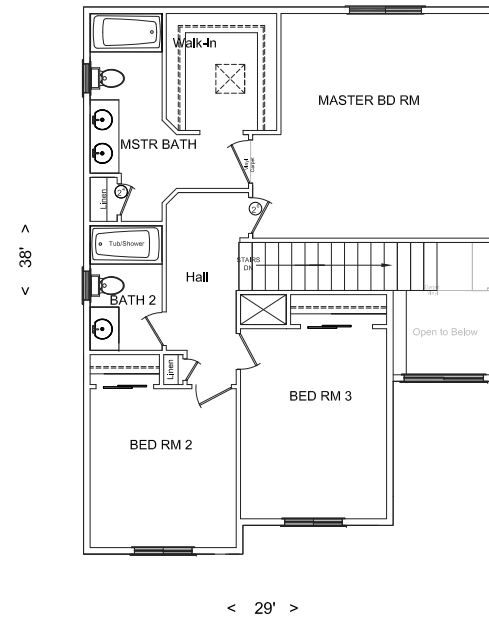 Walk-In
MASTER BD RM
MSTR BATH
Linen
Tub/Shower
STAIRS
DN
Hall
BATH 2
Open to Below
Linen
BED RM 3
BED RM 2
< 38' >
< 29' >